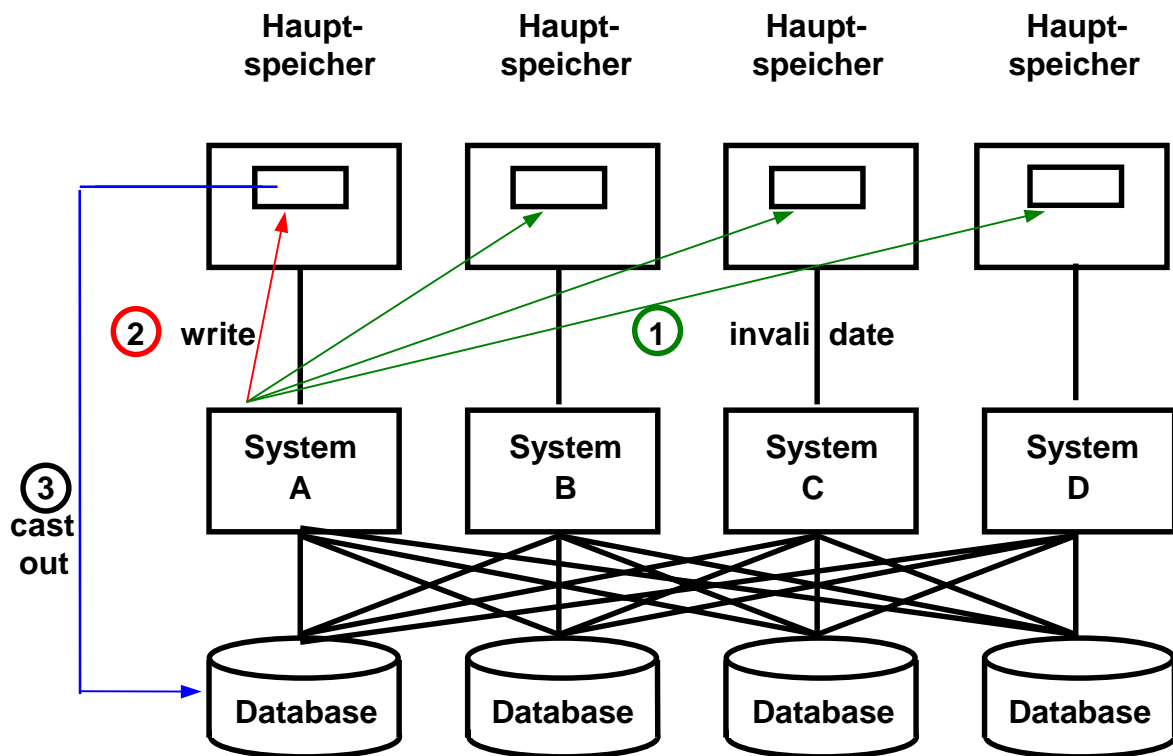 Haupt-
speicher
Haupt-
speicher
Haupt-
speicher
Haupt-
speicher
2 write
1 invali date
System
A
System
B
System
C
System
D
3
cast
out
Database
Database
Database
Database